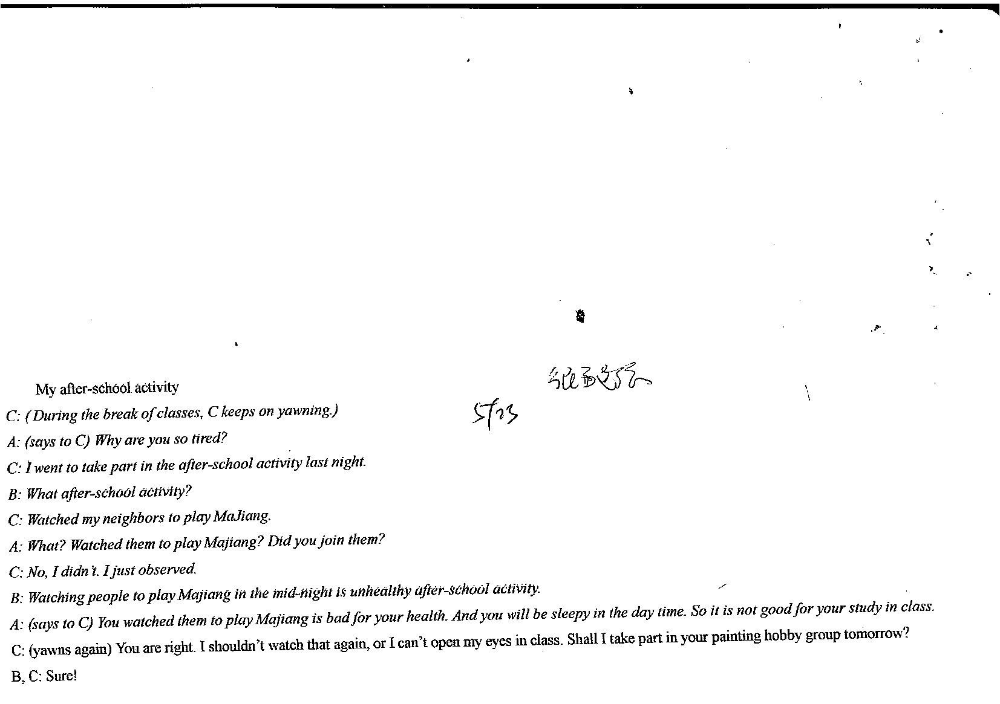 My after-school activity
C: (During the break of classes, C keeps on yawning.)
5/23
A: (says to C) Why are you so tired?
C: I went to take part in the after-school activity last night.
B: What after-school activity?
C: Watched my neighbors to play MaJiang.
A: What? Watched them to play Majiang? Did you join them?
C: No, I didn't. I just observed.
B: Watching people to play Majiang in the mid-night is unhealthy after-school activity.
A: (says to C) You watched them to play Majiang is bad for your health. And you will be sleepy in the day time. So it is not good for your study in class.
C: (yawns again) You are right. I shouldn't watch that again, or I can't open my eyes in class. Shall I take part in your painting hobby group tomorrow?
B, C: Sure!